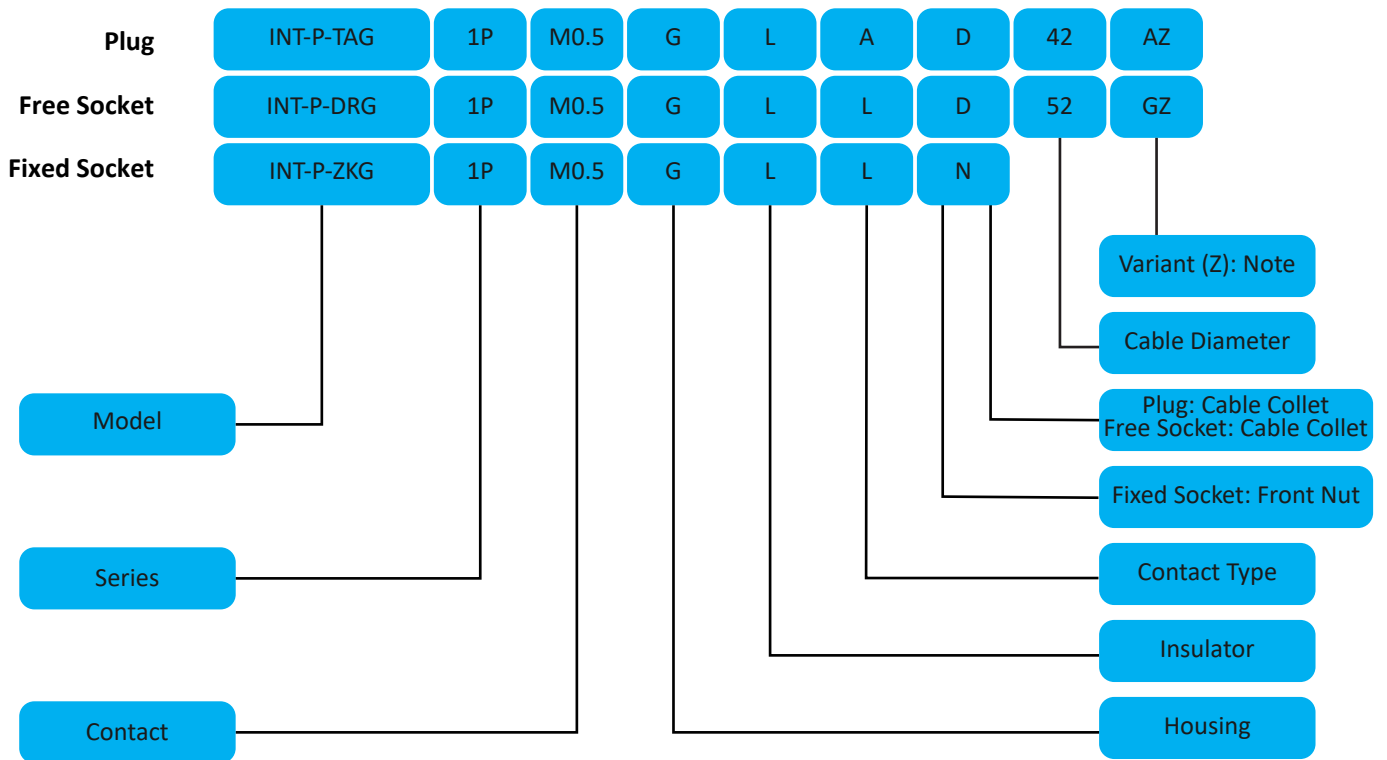 Plug INT-P-TAG 1P M0.5 G L A D 42 AZ
Free Socket INT-P-DRG 1P M0.5 G L L D 52 GZ
Fixed Socket INT-P-ZKG 1P M0.5 G L L N
Variant (Z): Note
Cable Diameter
Plug: Cable Collet
Free Socket: Cable Collet
Model
Fixed Socket: Front Nut
Series
Contact Type
Insulator
Contact
Housing